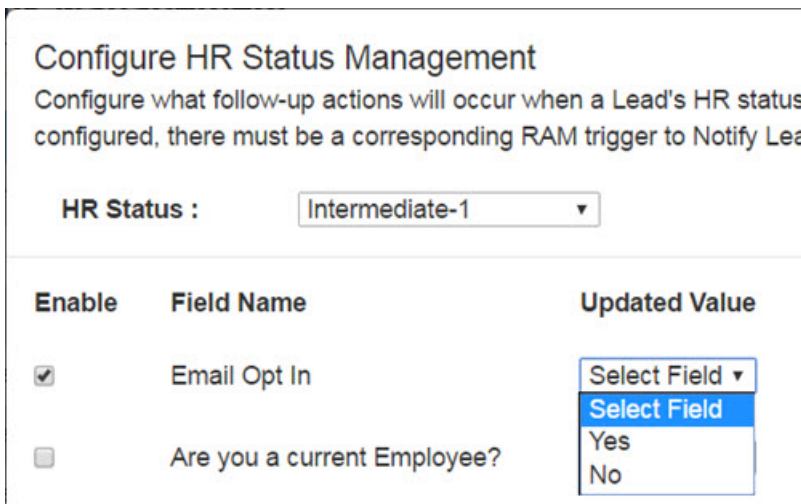 Configure HR Status Management
Configure what follow-up actions will occur when a Lead's HR status
configured, there must be a corresponding RAM trigger to Notify Lea
HR Status : Intermediate-1
Enable Field Name Updated Value
Email Opt In Select Field
Select Field
Yes
Are you a current Employee?
No